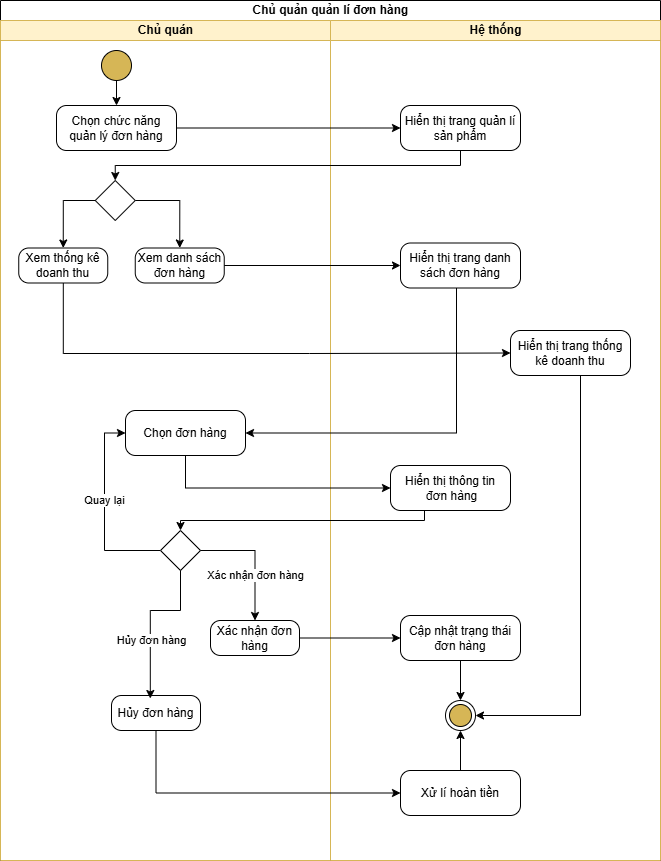 Chủ quản quản lí đơn hàng
Chủ quán
Hệ thống
Chọn chức năng
quản lý đơn hàng
Hiển thị trang quản lí
sản phẩm
Xem thống kê
doanh thu
Xem danh sách
đơn hàng
Hiển thị trang danh
sách đơn hàng
Hiển thị trang thống
kê doanh thu
Chọn đơn hàng
Hiển thị thông tin
đơn hàng
Quay lại
Xác nhận đơn hàng
Hủy đơn hàng
Xác nhận đơn
hàng
Cập nhật trạng thái
đơn hàng
Hủy đơn hàng
Xử lí hoàn tiền